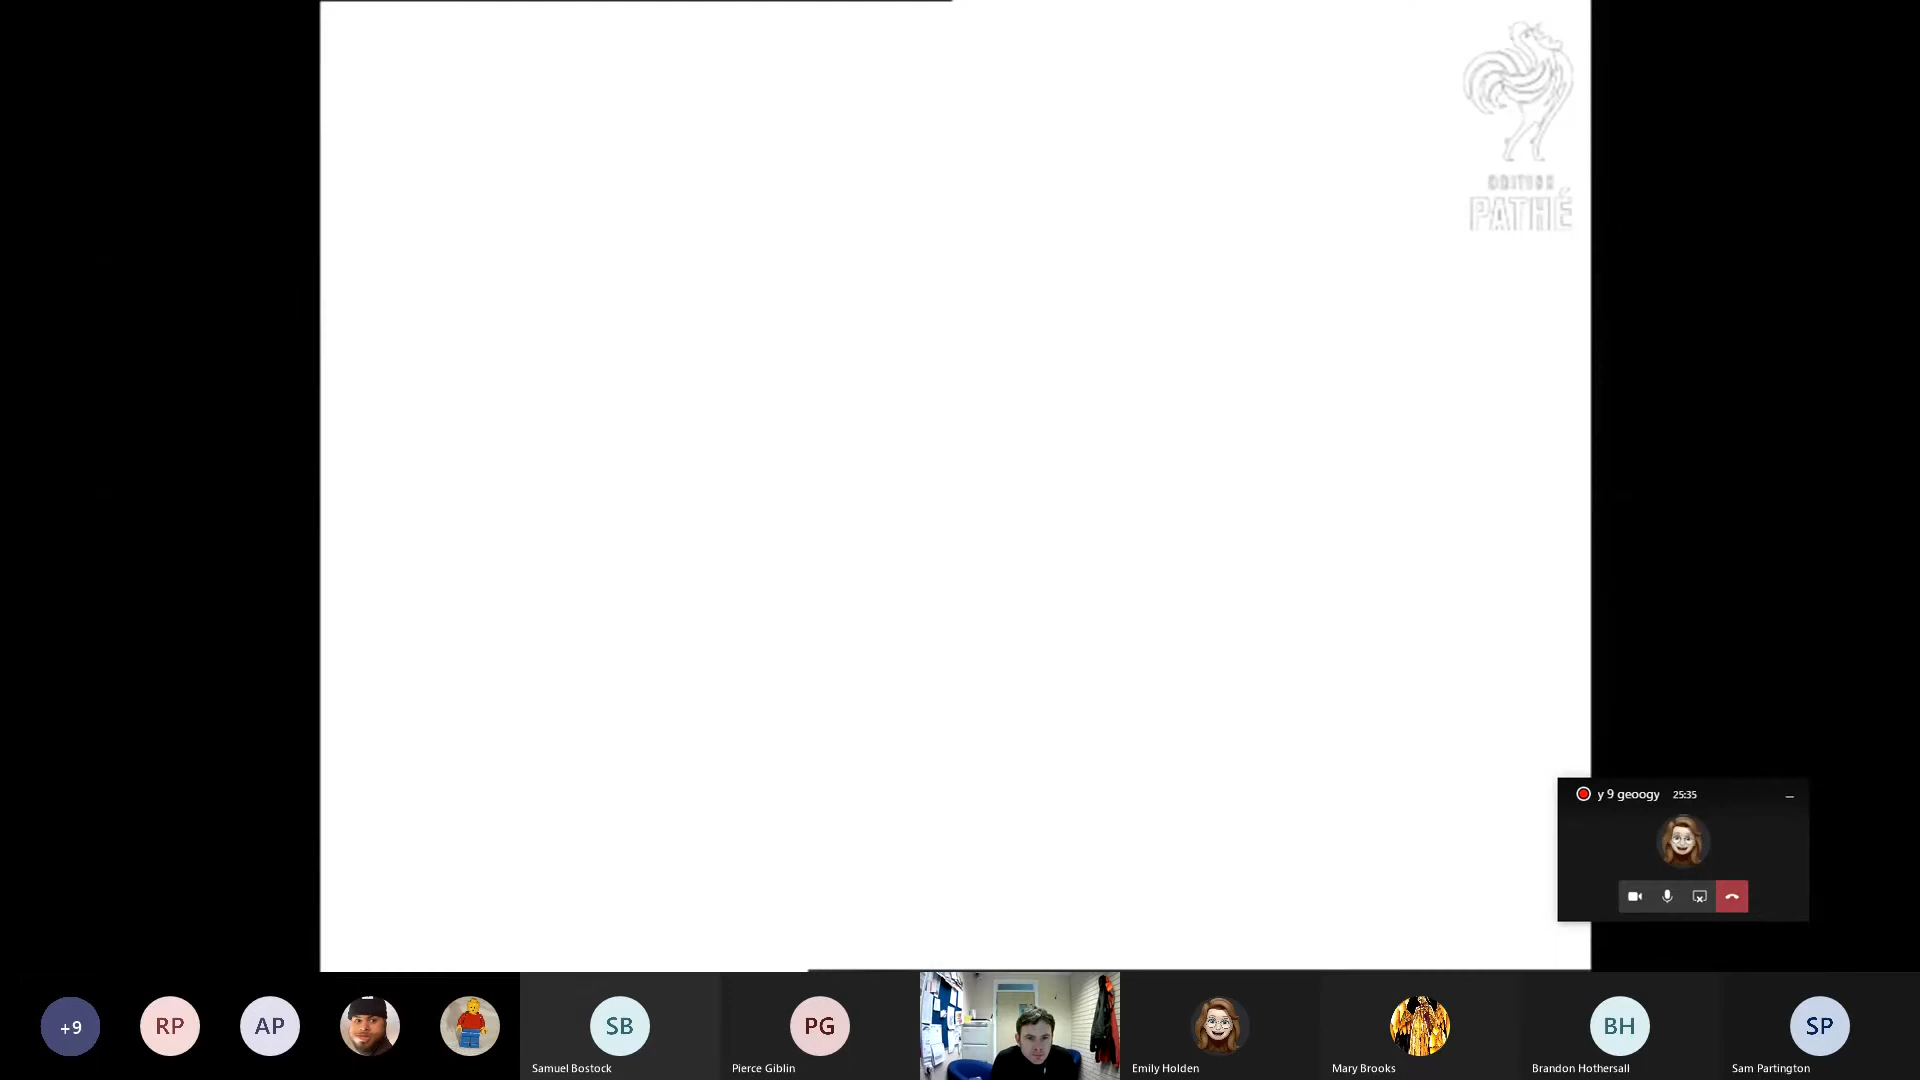 BRITISH
PATHÉ
y 9 geoogy 25:35
+9
RP
AP
SB
PG
BH
SP
Samuel Bostock
Pierce Giblin
Emily Holden
Mary Brooks
Brandon Hothersall
Sam Partington